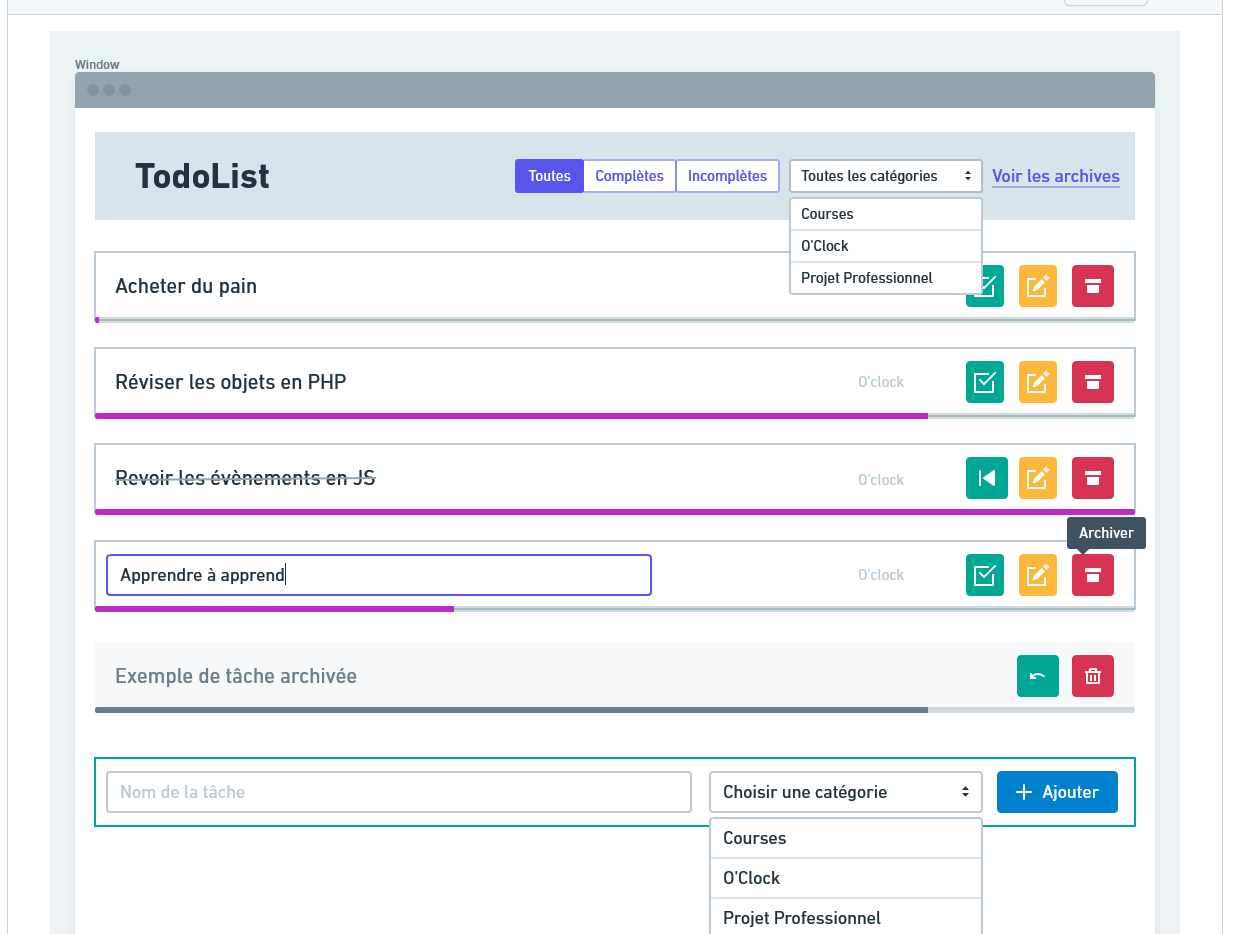 Window
TodoList
Toutes Complètes Incomplètes Toutes les catégories Voir les archives
Courses
O'Clock
Projet Professionnel
Acheter du pain
Réviser les objets en PHP O'clock
Revoir les évènements en JS O'clock
Archiver
Apprendre à apprend O'clock
Exemple de tâche archivée
Nom de la tâche Choisir une catégorie Ajouter
Courses
O'Clock
Projet Professionnel